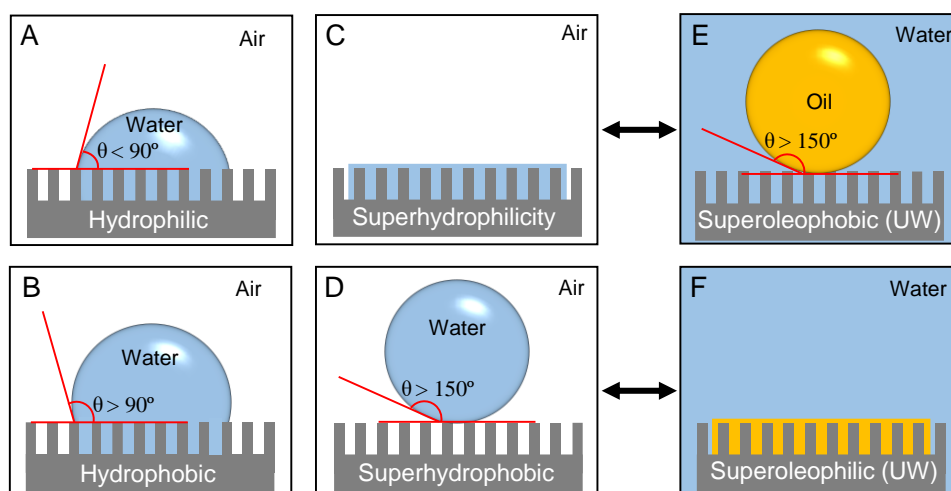 A
Air
Water
θ < 90º
Hydrophilic
C
Air
Superhydrophilicity
E
Water
Oil
θ > 150º
Superoleophobic (UW)
B
Air
Water
θ > 90º
Hydrophobic
D
Air
Water
θ > 150º
Superhydrophobic
F
Water
Superoleophilic (UW)